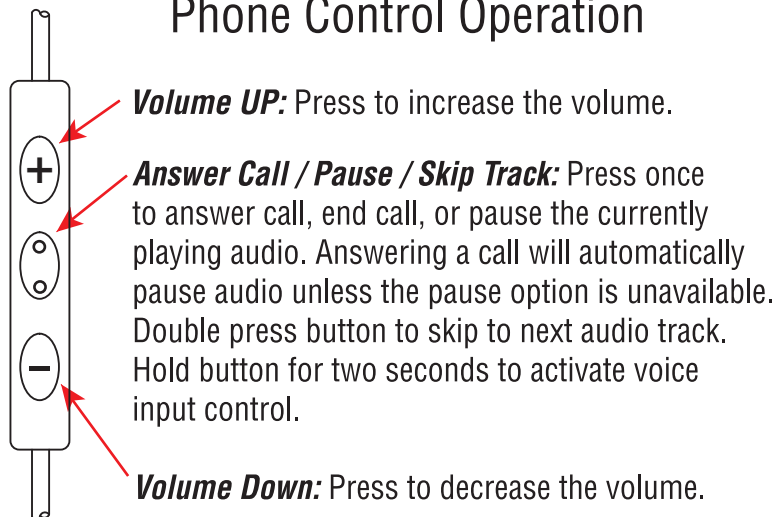 Phone Control Operation
Volume UP: Press to increase the volume.
Answer Call / Pause / Skip Track: Press once
to answer call, end call, or pause the currently
playing audio. Answering a call will automatically
pause audio unless the pause option is unavailable.
Double press button to skip to next audio track.
Hold button for two seconds to activate voice
input control.
Volume Down: Press to decrease the volume.
+
−